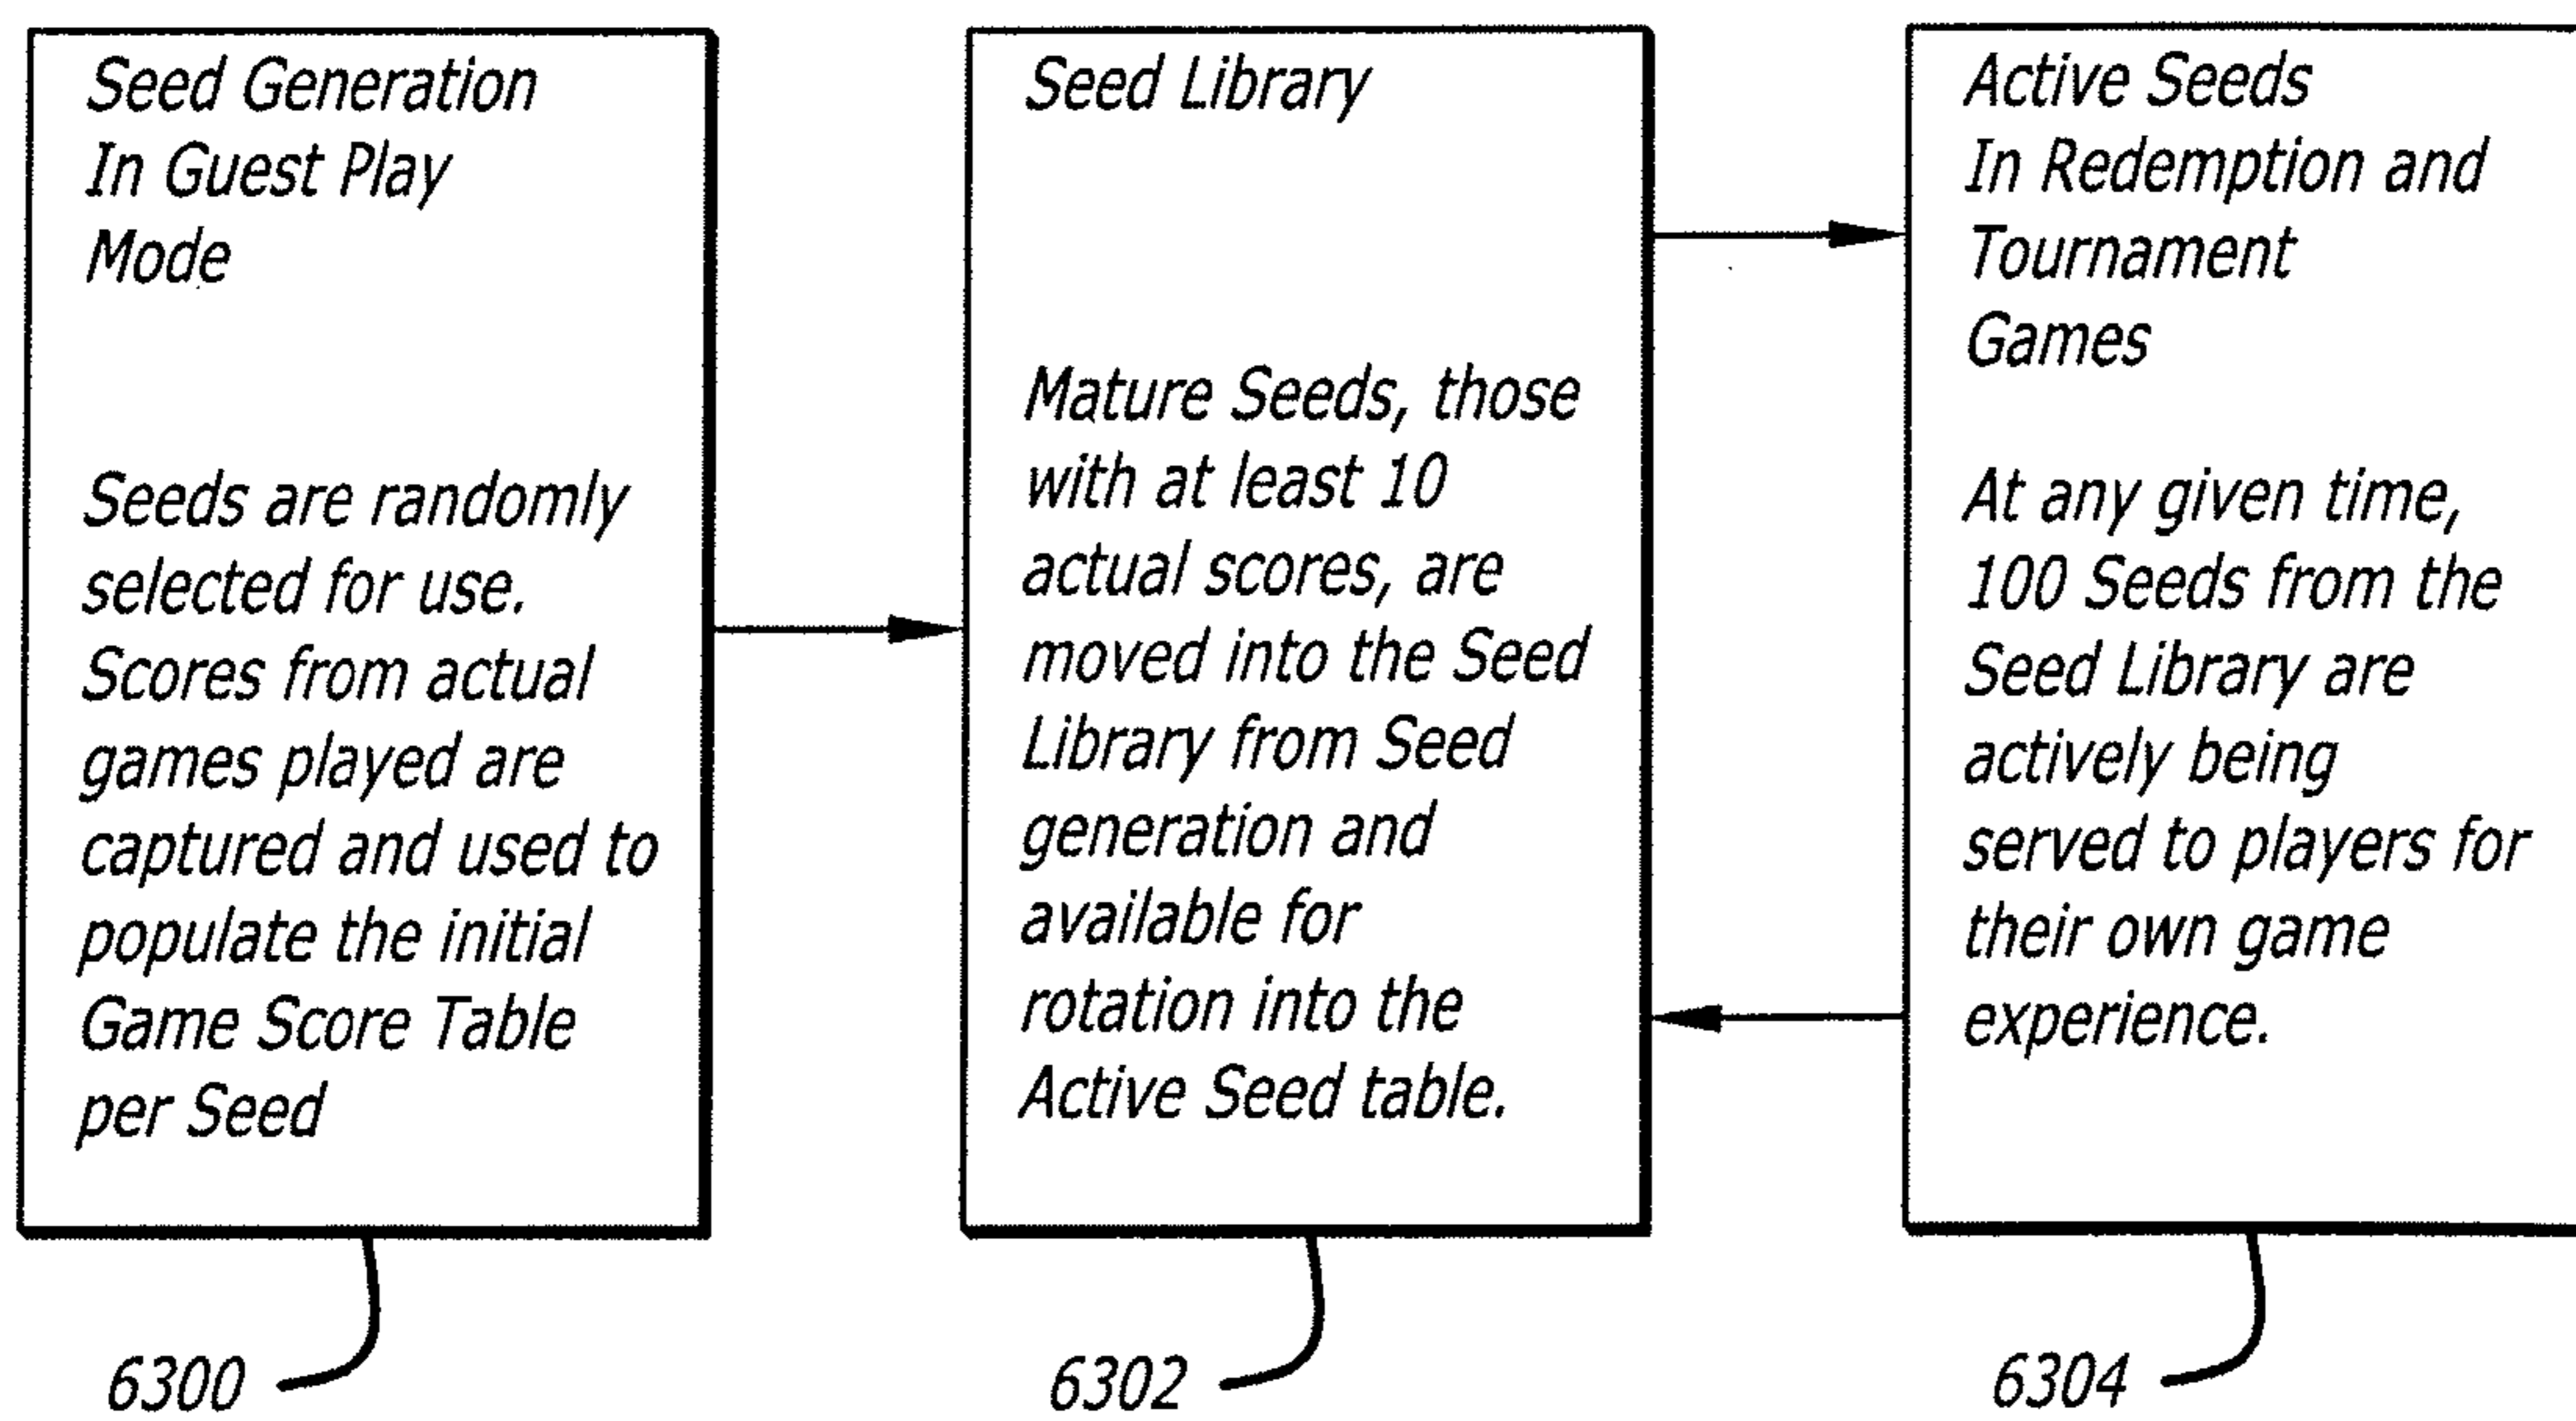 Seed Generation
In Guest Play
Mode
Seeds are randomly
selected for use.
Scores from actual
games played are
captured and used to
populate the initial
Game Score Table
per Seed
6300
Seed Library
Mature Seeds, those
with at least 10
actual scores, are
moved into the Seed
Library from Seed
generation and
available for
rotation into the
Active Seed table.
6302
Active Seeds
In Redemption and
Tournament
Games
At any given time,
100 Seeds from the
Seed Library are
actively being
served to players for
their own game
experience.
6304